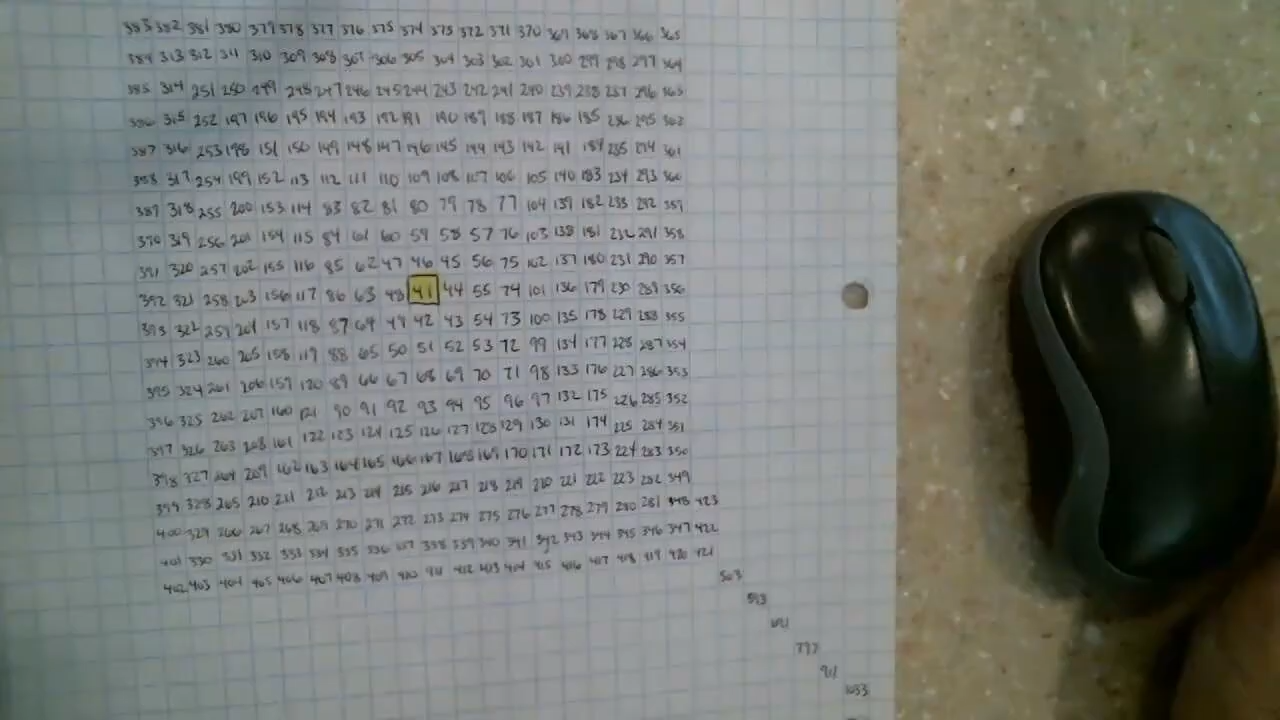 383 382 381 380 379 378 377 376 375 374 373 372 371 370 369 368 367 366 365
384 313 312 311 310 309 308 307 306 305 304 303 302 301 300 299 298 297 364
385 314 251 250 249 248 247 246 245 244 243 242 241 240 239 238 237 296 363
386 315 252 197 196 195 194 193 192 191 190 189 188 187 186 185 236 295 362
387 316 253 198 151 150 149 148 147 146 145 144 143 142 141 184 235 294 361
388 317 254 199 152 113 112 111 110 109 108 107 106 105 140 183 234 293 360
389 318 255 200 153 114 83 82 81 80 79 78 77 104 139 182 233 292 359
390 319 256 201 154 115 84 61 60 59 58 57 76 103 138 181 232 291 358
391 320 257 202 155 116 85 62 47 46 45 56 75 102 137 180 231 290 357
392 321 258 203 156 117 86 63 48 41 44 55 74 101 136 179 230 289 356
393 322 259 204 157 118 87 64 49 42 43 54 73 100 135 178 229 288 355
394 323 260 205 158 119 88 65 50 51 52 53 72 99 134 177 228 287 354
395 324 261 206 159 120 89 66 67 68 69 70 71 98 133 176 227 286 353
396 325 262 207 160 121 90 91 92 93 94 95 96 97 132 175 226 285 352
397 326 263 208 161 122 123 124 125 126 127 128 129 130 131 174 225 284 351
398 327 264 209 162 163 164 165 166 167 168 169 170 171 172 173 224 283 350
399 328 265 210 211 212 213 214 215 216 217 218 219 220 221 222 223 282 349
400 329 266 267 268 269 270 271 272 273 274 275 276 277 278 279 280 281 348 423
401 330 331 332 333 334 335 336 337 338 339 340 341 342 343 344 345 346 347 422
402 403 404 405 406 407 408 409 410 411 412 413 414 415 416 417 418 419 420 421
503
593
691
797
911
1033